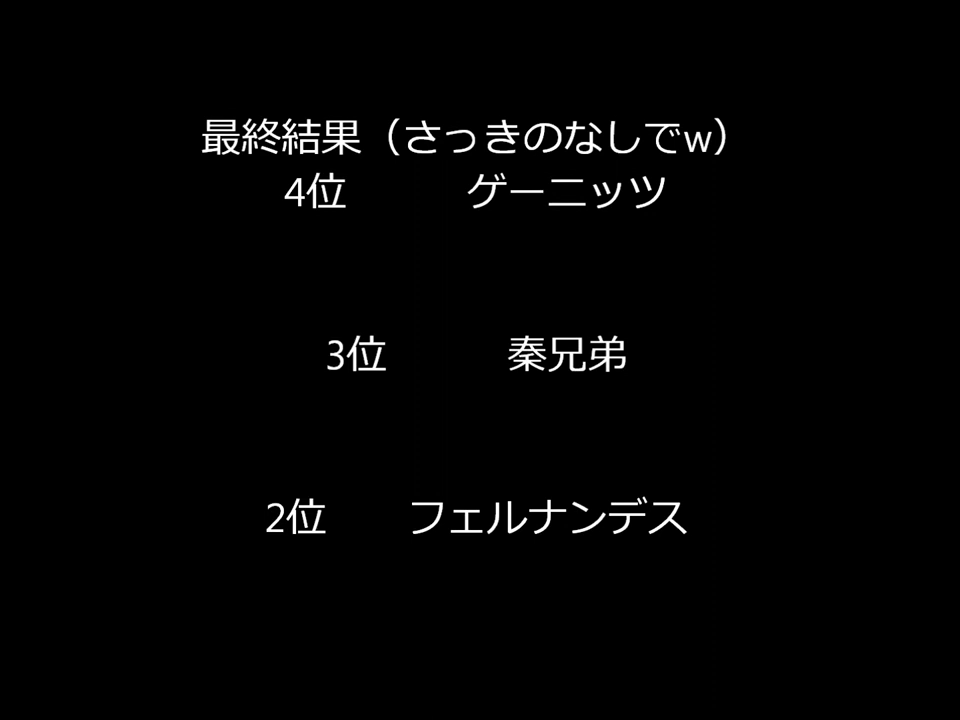 最終結果（さっきのなしでw）
4位　　　ゲーニッツ
3位　　　秦兄弟
2位　　フェルナンデス